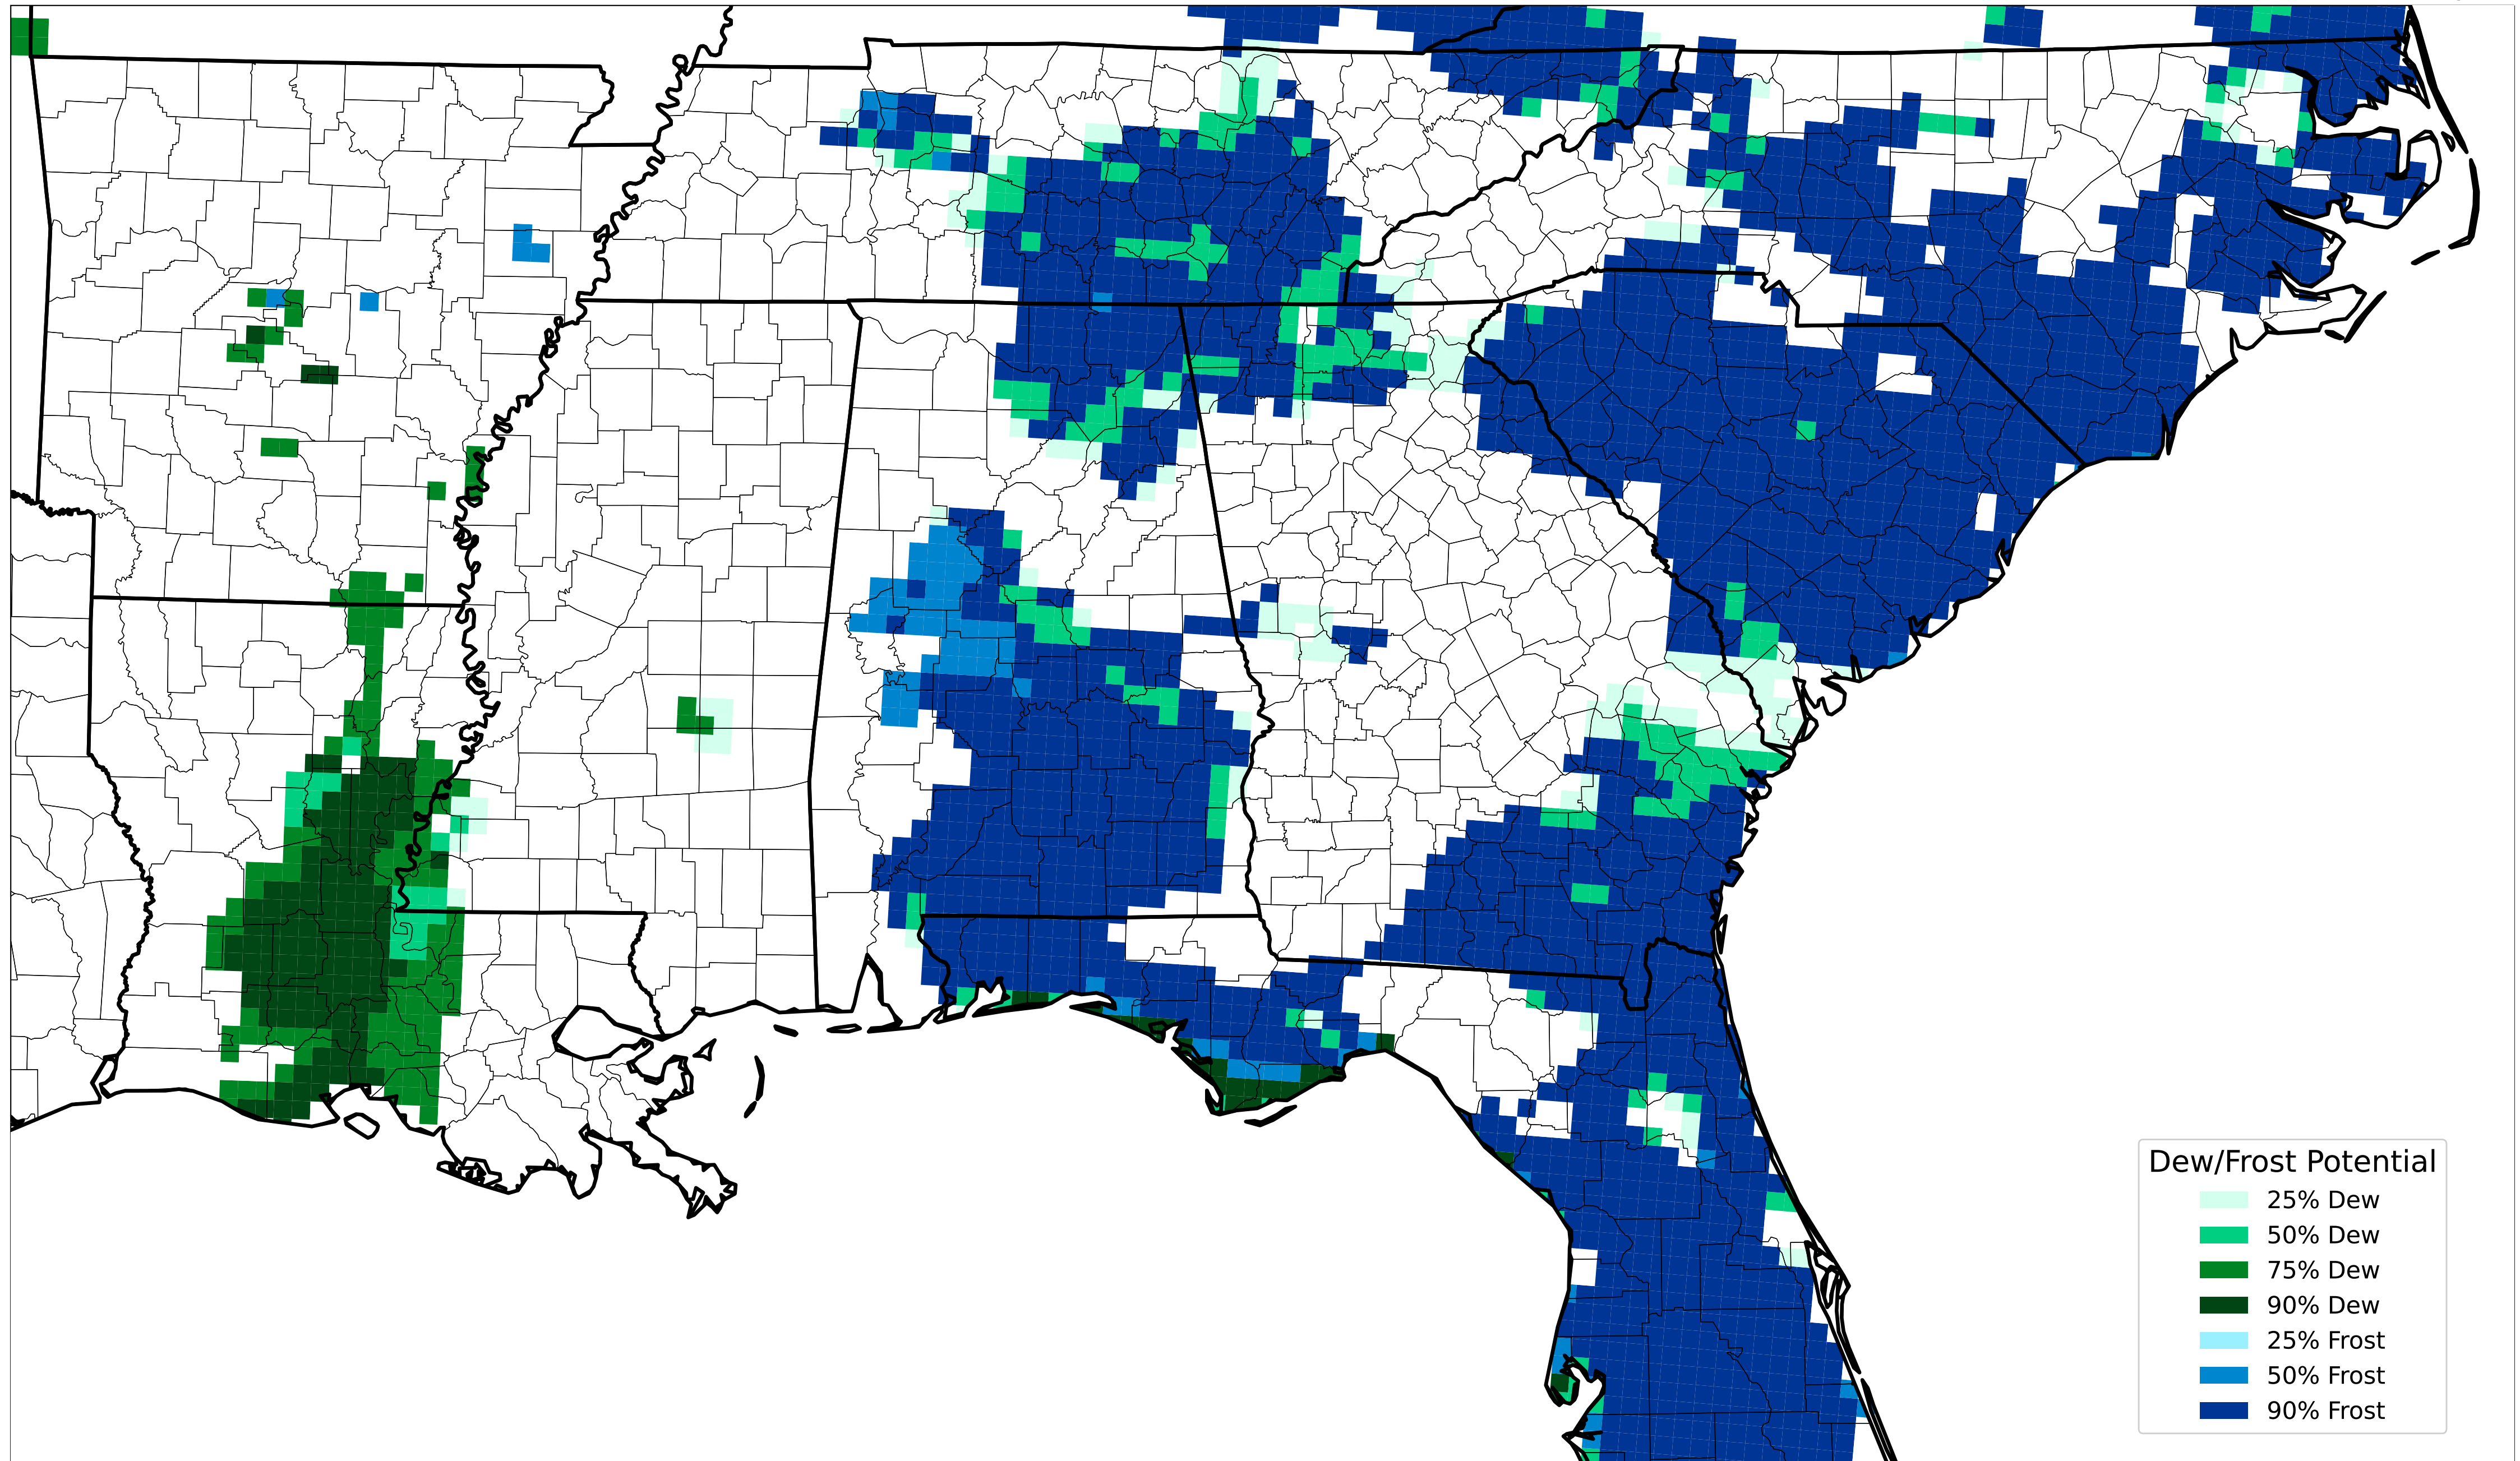 Dew/Frost Potential
25% Dew
50% Dew
75% Dew
90% Dew
25% Frost
50% Frost
90% Frost